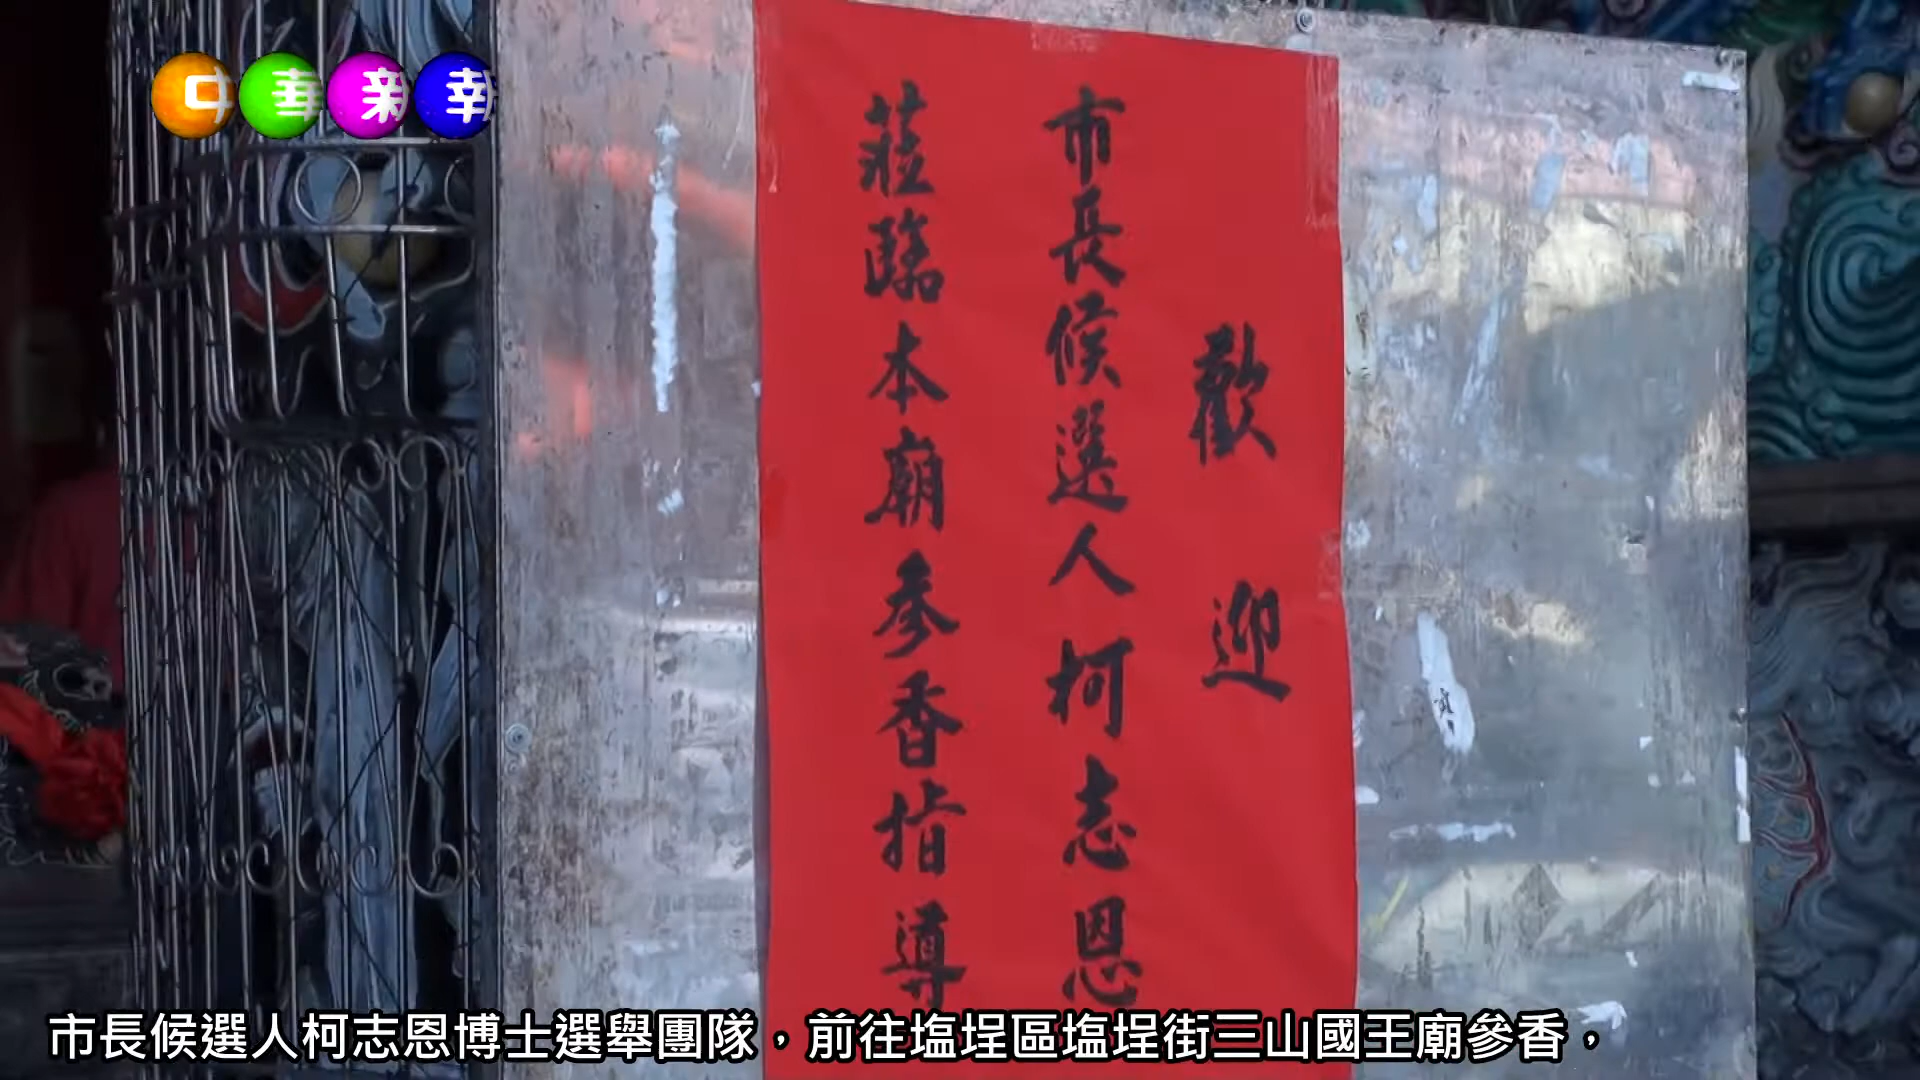 中華新報
歡迎
市長候選人柯志恩
蒞臨本廟參香指導
市長候選人柯志恩博士選舉團隊，前往塩埕區塩埕街三山國王廟參香，